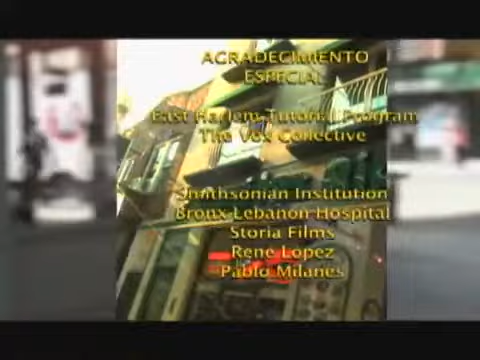 AGRADECIMIENTO
ESPECIAL
East Harlem Tutorial Program
The Vox Collective
Smithsonian Institution
Bronx-Lebanon Hospital
Storia Films
Rene Lopez
Pablo Milanes